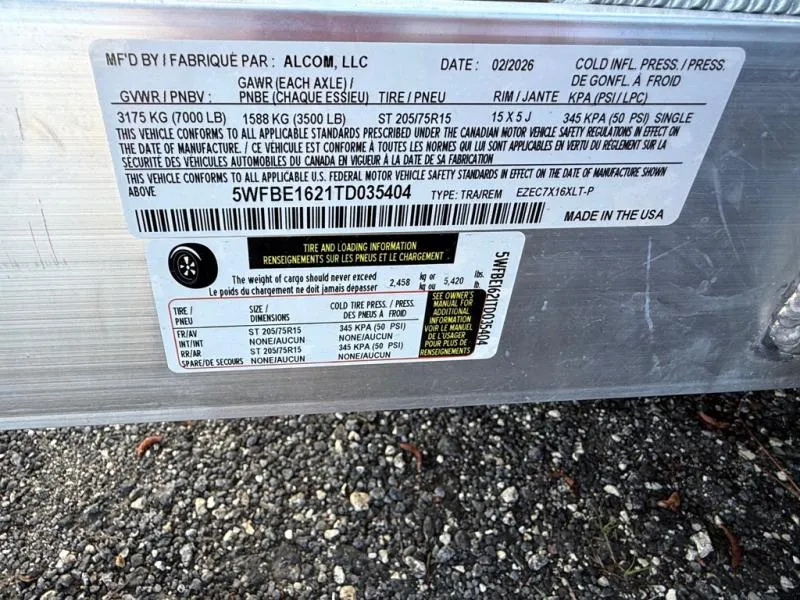 MF'D BY / FABRIQUÉ PAR : ALCOM, LLC DATE : 02/2026 COLD INFL. PRESS. / PRESS.
GAWR (EACH AXLE) / DE GONFL. À FROID
GVWR / PNBV : PNBE (CHAQUE ESSIEU) TIRE / PNEU RIM / JANTE KPA (PSI / LPC)
3175 KG (7000 LB) 1588 KG (3500 LB) ST 205/75R15 15 X 5 J 345 KPA (50 PSI) SINGLE
THIS VEHICLE CONFORMS TO ALL APPLICABLE STANDARDS PRESCRIBED UNDER THE CANADIAN MOTOR VEHICLE SAFETY REGULATIONS IN EFFECT ON
THE DATE OF MANUFACTURE. / CE VÉHICULE EST CONFORME À TOUTES LES NORMES QUI LUI SONT APPLICABLES EN VERTU DU RÈGLEMENT SUR LA
SÉCURITÉ DES VÉHICULES AUTOMOBILES DU CANADA EN VIGUEUR À LA DATE DE SA FABRICATION
THIS VEHICLE CONFORMS TO ALL APPLICABLE U.S. FEDERAL MOTOR VEHICLE SAFETY STANDARDS IN EFFECT ON THE DATE OF MANUFACTURE SHOWN
ABOVE 5WFBE1621TD035404 TYPE: TRA/REM EZEC7X16XLT-P
MADE IN THE USA
TIRE AND LOADING INFORMATION
RENSEIGNEMENTS SUR LES PNEUS ET LE CHARGEMENT
The weight of cargo should never exceed 2,458 kg or 5,420 lbs.
Le poids du chargement ne doit jamais depasser kg ou lb.
TIRE / PNEU SIZE / DIMENSIONS COLD TIRE PRESS. / PRESS. DES PNEUS À FROID
FR/AV ST 205/75R15 345 KPA (50 PSI)
INT/INT NONE/AUCUN NONE/AUCUN
RR/AR ST 205/75R15 345 KPA (50 PSI)
SPARE/DE SECOURS NONE/AUCUN NONE/AUCUN
SEE OWNER'S
MANUAL FOR
ADDITIONAL
INFORMATION
VOIR LE MANUEL
DE L'USAGER
POUR PLUS DE
RENSEIGNEMENTS
5WFBE1621TD035404